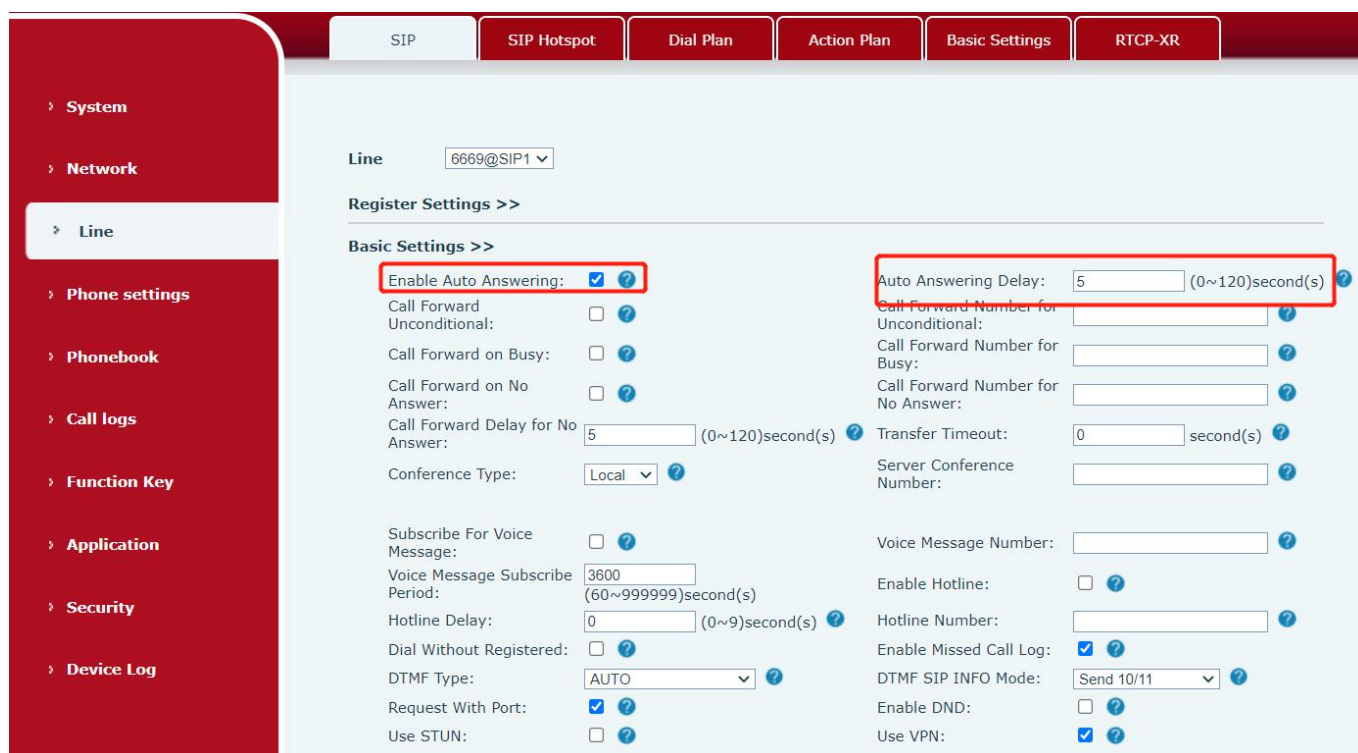 SIP
SIP Hotspot
Dial Plan
Action Plan
Basic Settings
RTCP-XR
› System
› Network
› Line
› Phone settings
› Phonebook
› Call logs
› Function Key
› Application
› Security
› Device Log
Line 6669@SIP1
Register Settings >>
Basic Settings >>
Enable Auto Answering: ?
Auto Answering Delay: 5 (0~120)second(s) ?
Call Forward
Unconditional: ?
Call Forward Number for
Unconditional: ?
Call Forward on Busy: ?
Call Forward Number for
Busy: ?
Call Forward on No
Answer: ?
Call Forward Number for
No Answer: ?
Call Forward Delay for No
Answer: 5 (0~120)second(s) ?
Transfer Timeout: 0 second(s) ?
Conference Type: Local ?
Server Conference
Number: ?
Subscribe For Voice
Message: ?
Voice Message Number: ?
Voice Message Subscribe
Period: 3600
(60~999999)second(s)
Enable Hotline: ?
Hotline Delay: 0 (0~9)second(s) ?
Hotline Number: ?
Dial Without Registered: ?
Enable Missed Call Log: ?
DTMF Type: AUTO ?
DTMF SIP INFO Mode: Send 10/11 ?
Request With Port: ?
Enable DND: ?
Use STUN: ?
Use VPN: ?